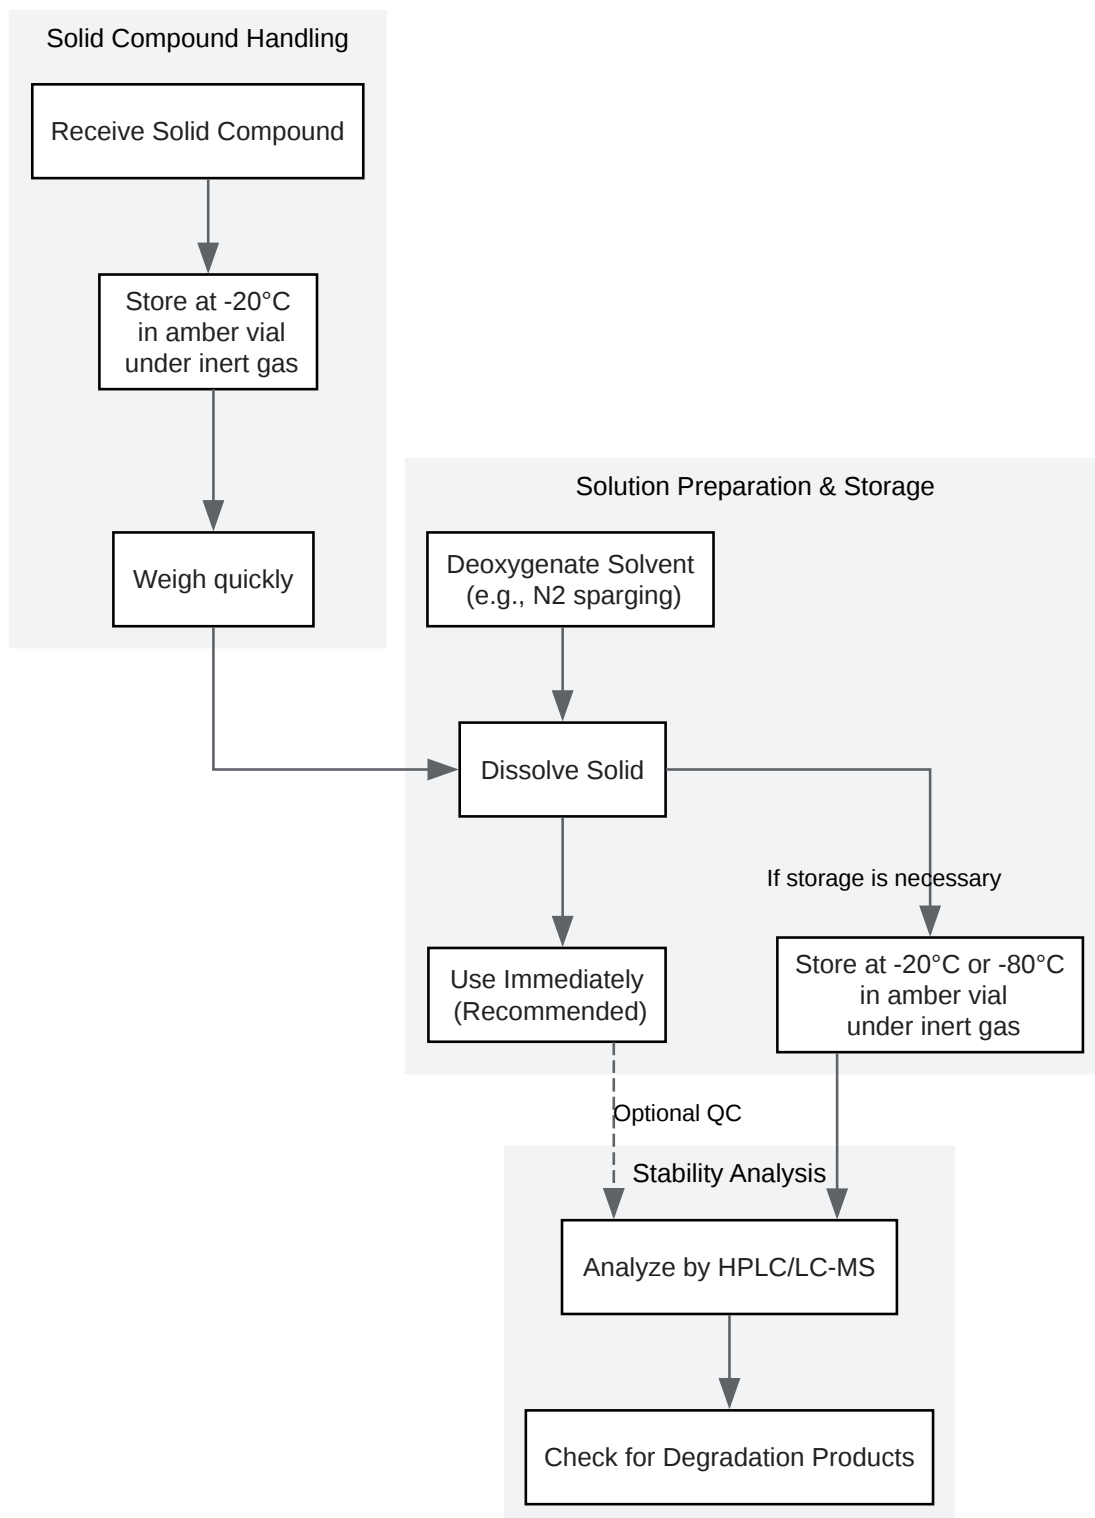 Solid Compound Handling
Receive Solid Compound
Store at -20°C
in amber vial
under inert gas
Weigh quickly
Solution Preparation & Storage
Deoxygenate Solvent
(e.g., N2 sparging)
Dissolve Solid
If storage is necessary
Use Immediately
(Recommended)
Store at -20°C or -80°C
in amber vial
under inert gas
Optional QC
Stability Analysis
Analyze by HPLC/LC-MS
Check for Degradation Products